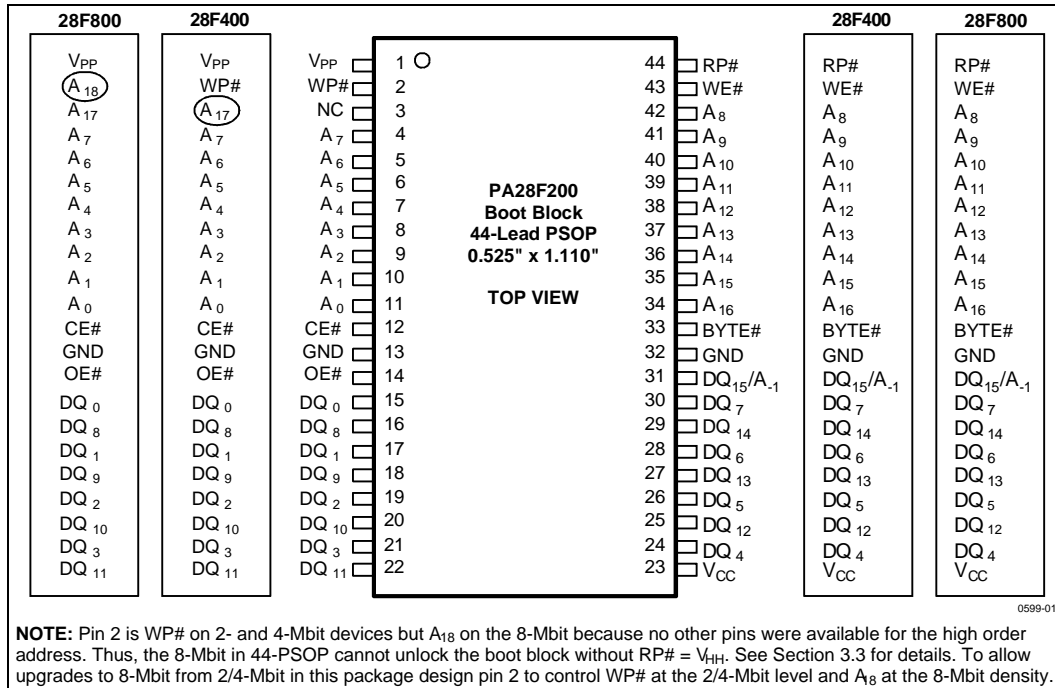 28F800 28F400 28F400 28F800
VPP VPP VPP 1 44 RP# RP# RP#
A18 WP# WP# 2 43 WE# WE# WE#
A17 A17 NC 3 42 A8 A8 A8
A7 A7 A7 4 41 A9 A9 A9
A6 A6 A6 5 40 A10 A10 A10
A5 A5 A5 6 39 A11 A11 A11
A4 A4 A4 7 38 A12 A12 A12
A3 A3 A3 8 37 A13 A13 A13
A2 A2 A2 9 36 A14 A14 A14
A1 A1 A1 10 35 A15 A15 A15
A0 A0 A0 11 34 A16 A16 A16
CE# CE# CE# 12 33 BYTE# BYTE# BYTE#
GND GND GND 13 32 GND GND GND
OE# OE# OE# 14 31 DQ15/A-1 DQ15/A-1 DQ15/A-1
DQ0 DQ0 DQ0 15 30 DQ7 DQ7 DQ7
DQ8 DQ8 DQ8 16 29 DQ14 DQ14 DQ14
DQ1 DQ1 DQ1 17 28 DQ6 DQ6 DQ6
DQ9 DQ9 DQ9 18 27 DQ13 DQ13 DQ13
DQ2 DQ2 DQ2 19 26 DQ5 DQ5 DQ5
DQ10 DQ10 DQ10 20 25 DQ12 DQ12 DQ12
DQ3 DQ3 DQ3 21 24 DQ4 DQ4 DQ4
DQ11 DQ11 DQ11 22 23 VCC VCC VCC
PA28F200
Boot Block
44-Lead PSOP
0.525" x 1.110"
TOP VIEW
0599-01
NOTE: Pin 2 is WP# on 2- and 4-Mbit devices but A18 on the 8-Mbit because no other pins were available for the high order
address. Thus, the 8-Mbit in 44-PSOP cannot unlock the boot block without RP# = VHH. See Section 3.3 for details. To allow
upgrades to 8-Mbit from 2/4-Mbit in this package design pin 2 to control WP# at the 2/4-Mbit level and A18 at the 8-Mbit density.